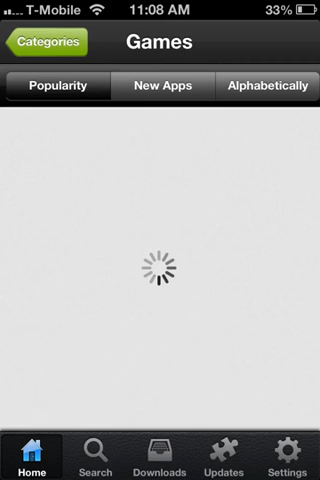 T-Mobile 11:08 AM 33%
Categories Games
Popularity New Apps Alphabetically
Home Search Downloads Updates Settings